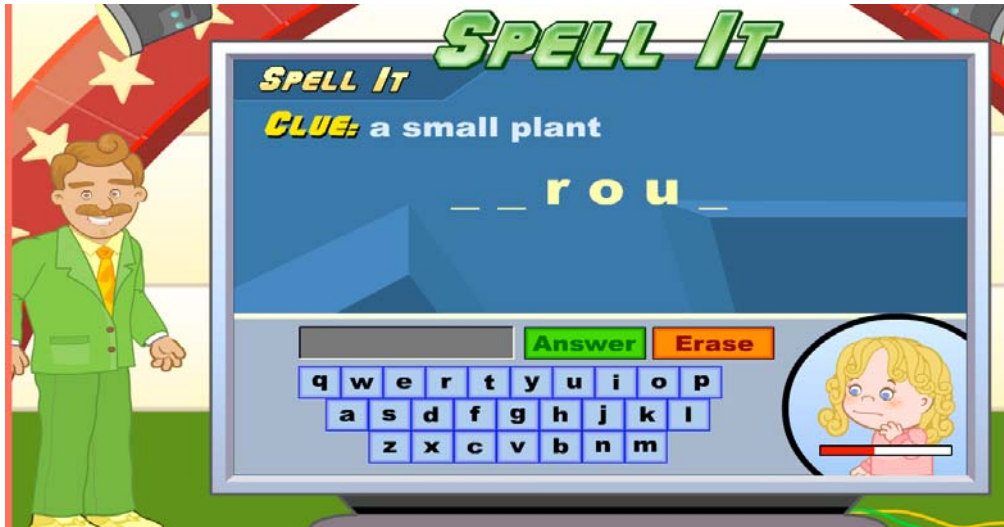 Spell It
Spell It
Clue: a small plant
_ _ r o u _
Answer Erase
q w e r t y u i o p
a s d f g h j k l
z x c v b n m